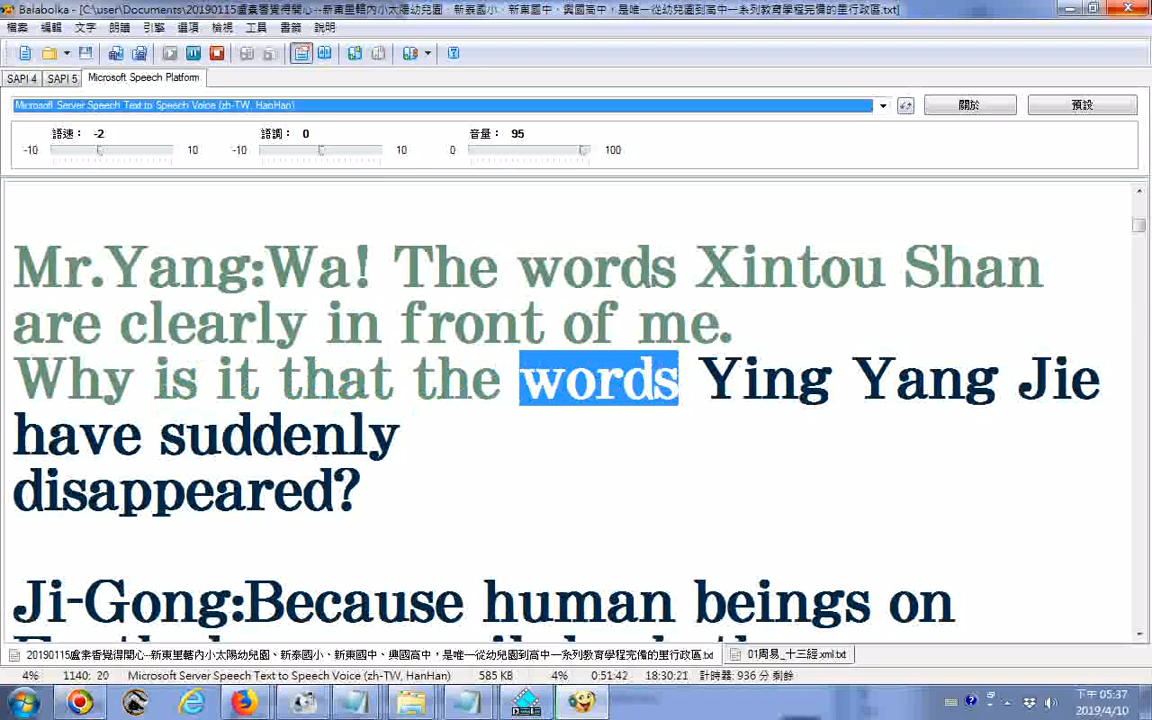 Balabolka - [C:\user\Documents\20190115盧素香覺得開心--新東里轄內小太陽幼兒園、新泰國小、新東國中、興國高中，是唯一從幼兒園到高中一系列教育學程完備的里行政區.txt]
檔案 編輯 文字 朗讀 引擎 選項 檢視 工具 書籤 說明
SAPI 4 SAPI 5 Microsoft Speech Platform
Microsoft Server Speech Text to Speech Voice (zh-TW, HanHan) 關於 預設
語速： -2 語調： 0 音量： 95
-10 10 -10 10 0 100
Mr.Yang:Wa! The words Xintou Shan
are clearly in front of me.
Why is it that the words Ying Yang Jie
have suddenly
disappeared?
Ji-Gong:Because human beings on
20190115盧素香覺得開心--新東里轄內小太陽幼兒園、新泰國小、新東國中、興國高中，是唯一從幼兒園到高中一系列教育學程完備的里行政區.txt 01周易_十三經.xml.txt
4% 1140: 20 Microsoft Server Speech Text to Speech Voice (zh-TW, HanHan) 585 KB 4% 0:51:42 18:30:21 計時器: 936 分 剩餘
下午 05:37
2019/4/10